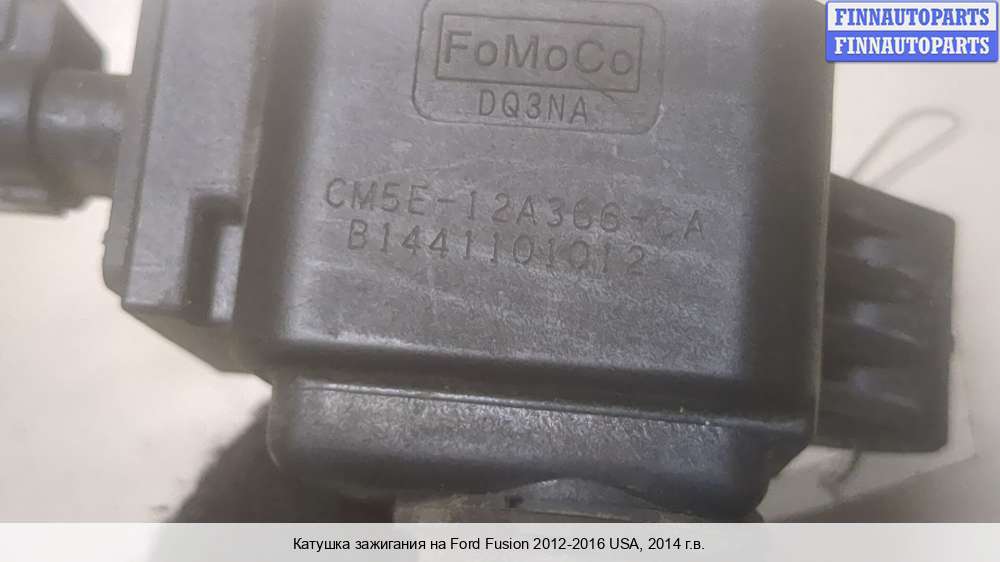 FINNAUTOPARTS
FINNAUTOPARTS
FoMoCo
DQ3NA
CM5E-12A366-CA
B1441101012
Катушка зажигания на Ford Fusion 2012-2016 USA, 2014 г.в.